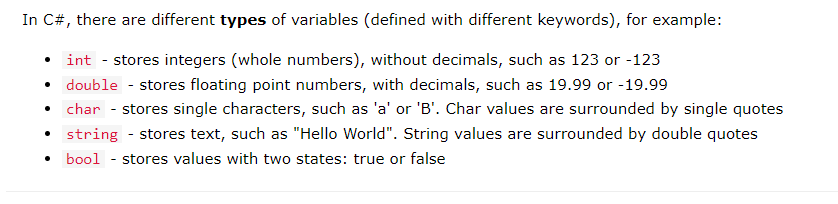 In C#, there are different types of variables (defined with different keywords), for example:
• int - stores integers (whole numbers), without decimals, such as 123 or -123
• double - stores floating point numbers, with decimals, such as 19.99 or -19.99
• char - stores single characters, such as 'a' or 'B'. Char values are surrounded by single quotes
• string - stores text, such as "Hello World". String values are surrounded by double quotes
• bool - stores values with two states: true or false